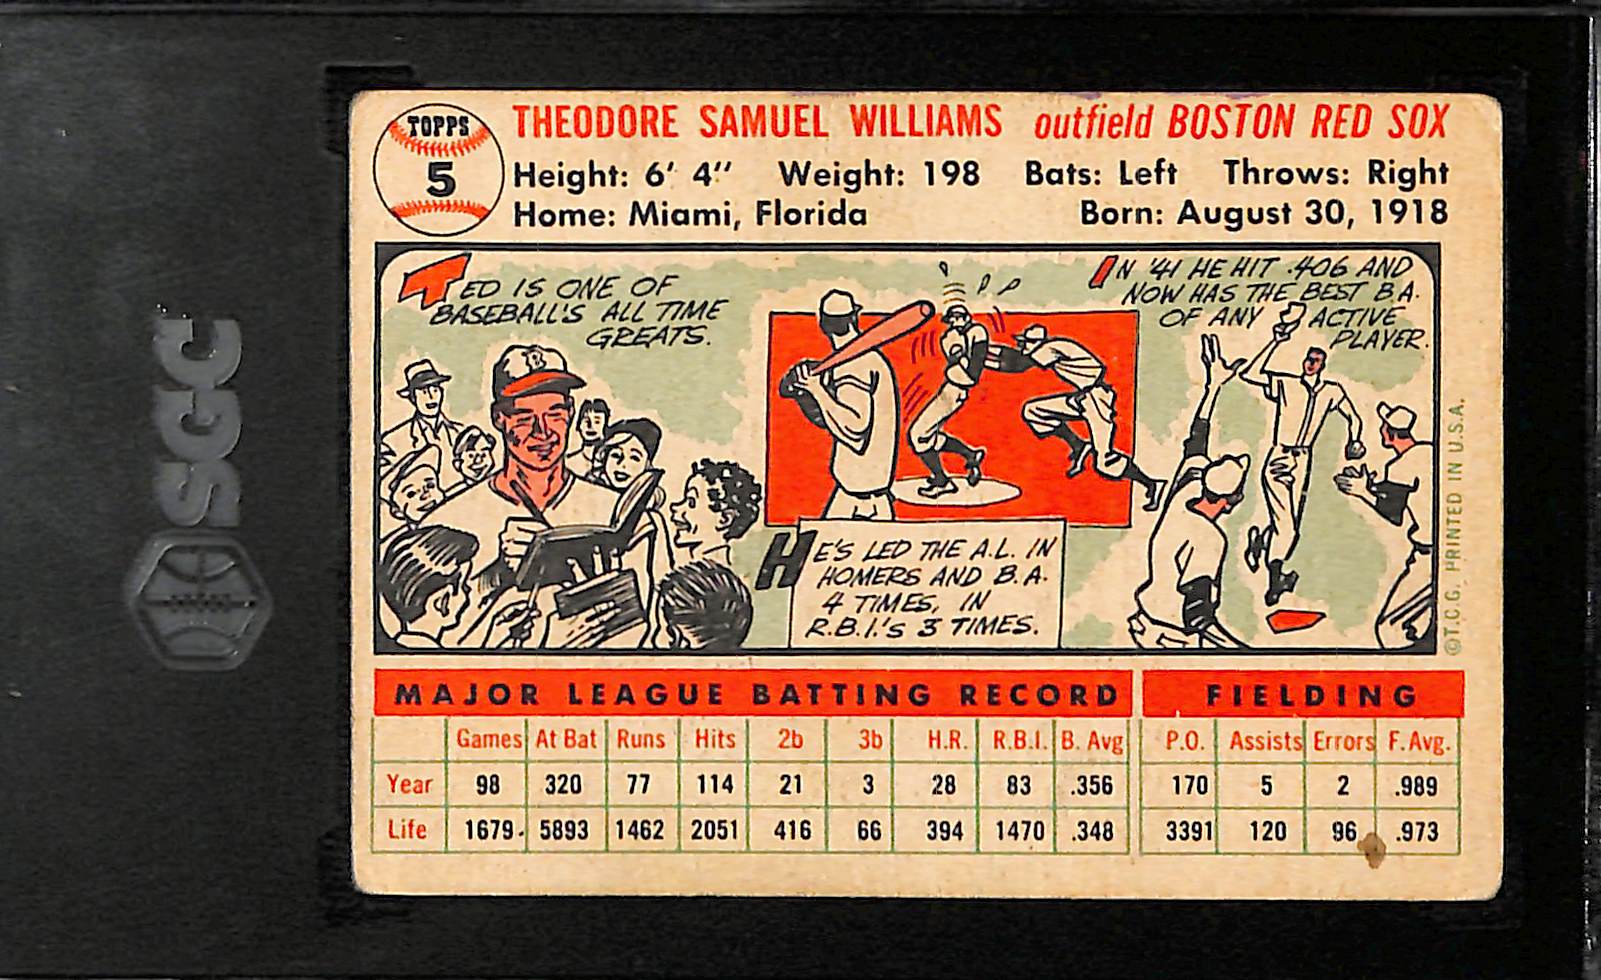 TOPPS
5
THEODORE SAMUEL WILLIAMS outfield BOSTON RED SOX
Height: 6' 4" Weight: 198 Bats: Left Throws: Right
Home: Miami, Florida Born: August 30, 1918
TED IS ONE OF
BASEBALL'S ALL TIME
GREATS.
B
HE'S LED THE A.L. IN
HOMERS AND B.A.
4 TIMES, IN
R.B.I.'S 3 TIMES.
IN '41 HE HIT .406 AND
NOW HAS THE BEST B.A.
OF ANY ACTIVE
PLAYER.
©T.C.G. PRINTED IN U.S.A.
SGC
MAJOR LEAGUE BATTING RECORD FIELDING
Games At Bat Runs Hits 2b 3b H.R. R.B.I. B. Avg P.O. Assists Errors F. Avg.
Year 98 320 77 114 21 3 28 83 .356 170 5 2 .989
Life 1679 5893 1462 2051 416 66 394 1470 .348 3391 120 96 .973